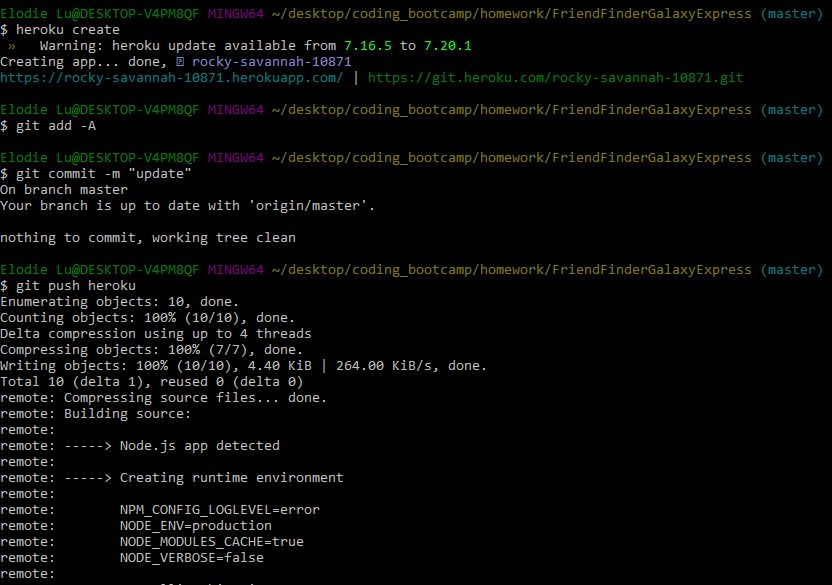 Elodie Lu@DESKTOP-V4PM8QF MINGW64 ~/desktop/coding_bootcamp/homework/FriendFinderGalaxyExpress (master)
$ heroku create
»   Warning: heroku update available from 7.16.5 to 7.20.1
Creating app... done, rocky-savannah-10871
https://rocky-savannah-10871.herokuapp.com/ | https://git.heroku.com/rocky-savannah-10871.git
Elodie Lu@DESKTOP-V4PM8QF MINGW64 ~/desktop/coding_bootcamp/homework/FriendFinderGalaxyExpress (master)
$ git add -A
Elodie Lu@DESKTOP-V4PM8QF MINGW64 ~/desktop/coding_bootcamp/homework/FriendFinderGalaxyExpress (master)
$ git commit -m "update"
On branch master
Your branch is up to date with 'origin/master'.
nothing to commit, working tree clean
Elodie Lu@DESKTOP-V4PM8QF MINGW64 ~/desktop/coding_bootcamp/homework/FriendFinderGalaxyExpress (master)
$ git push heroku
Enumerating objects: 10, done.
Counting objects: 100% (10/10), done.
Delta compression using up to 4 threads
Compressing objects: 100% (7/7), done.
Writing objects: 100% (10/10), 4.40 KiB | 264.00 KiB/s, done.
Total 10 (delta 1), reused 0 (delta 0)
remote: Compressing source files... done.
remote: Building source:
remote:
remote: -----> Node.js app detected
remote:
remote: -----> Creating runtime environment
remote:
remote:        NPM_CONFIG_LOGLEVEL=error
remote:        NODE_ENV=production
remote:        NODE_MODULES_CACHE=true
remote:        NODE_VERBOSE=false
remote: